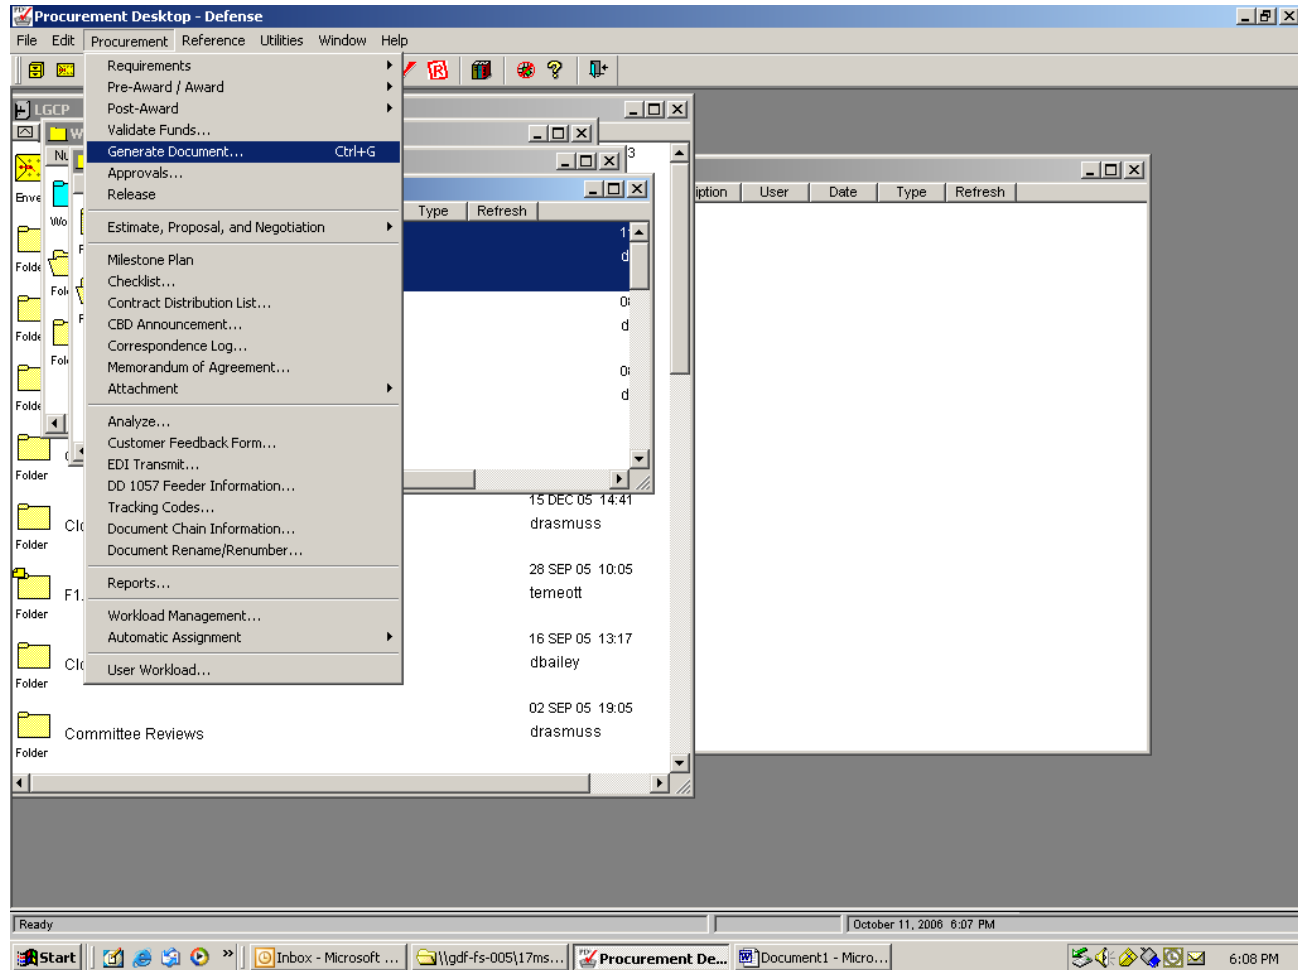 Procurement Desktop - Defense
File Edit Procurement Reference Utilities Window Help
Requirements
Pre-Award / Award
Post-Award
Validate Funds...
Generate Document... Ctrl+G
Approvals...
Release
Estimate, Proposal, and Negotiation
Milestone Plan
Checklist...
Contract Distribution List...
CBD Announcement...
Correspondence Log...
Memorandum of Agreement...
Attachment
Analyze...
Customer Feedback Form...
EDI Transmit...
DD 1057 Feeder Information...
Tracking Codes...
Document Chain Information...
Document Rename/Renumber...
Reports...
Workload Management...
Automatic Assignment
User Workload...
LGCP
Type Refresh
User Date Type Refresh
Folder
15 DEC 05 14:41
drasmuss
Folder
28 SEP 05 10:05
F1.
terneott
Folder
16 SEP 05 13:17
dbailey
Folder
02 SEP 05 19:05
Committee Reviews drasmuss
Folder
Ready October 11, 2006 6:07 PM
Start Inbox - Microsoft ... \\gdf-fs-005\17ms... Procurement De... Document1 - Micro... 6:08 PM